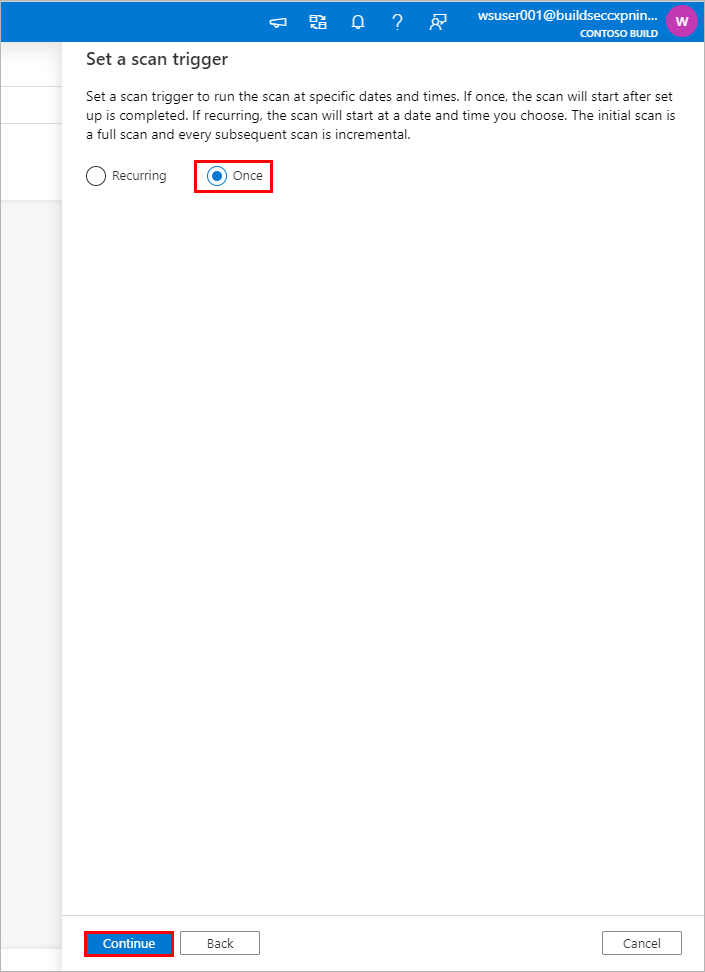 wsuser001@buildseccxpnin...
CONTOSO BUILD
W
Set a scan trigger
Set a scan trigger to run the scan at specific dates and times. If once, the scan will start after set
up is completed. If recurring, the scan will start at a date and time you choose. The initial scan is
a full scan and every subsequent scan is incremental.
Recurring Once
Continue Back Cancel